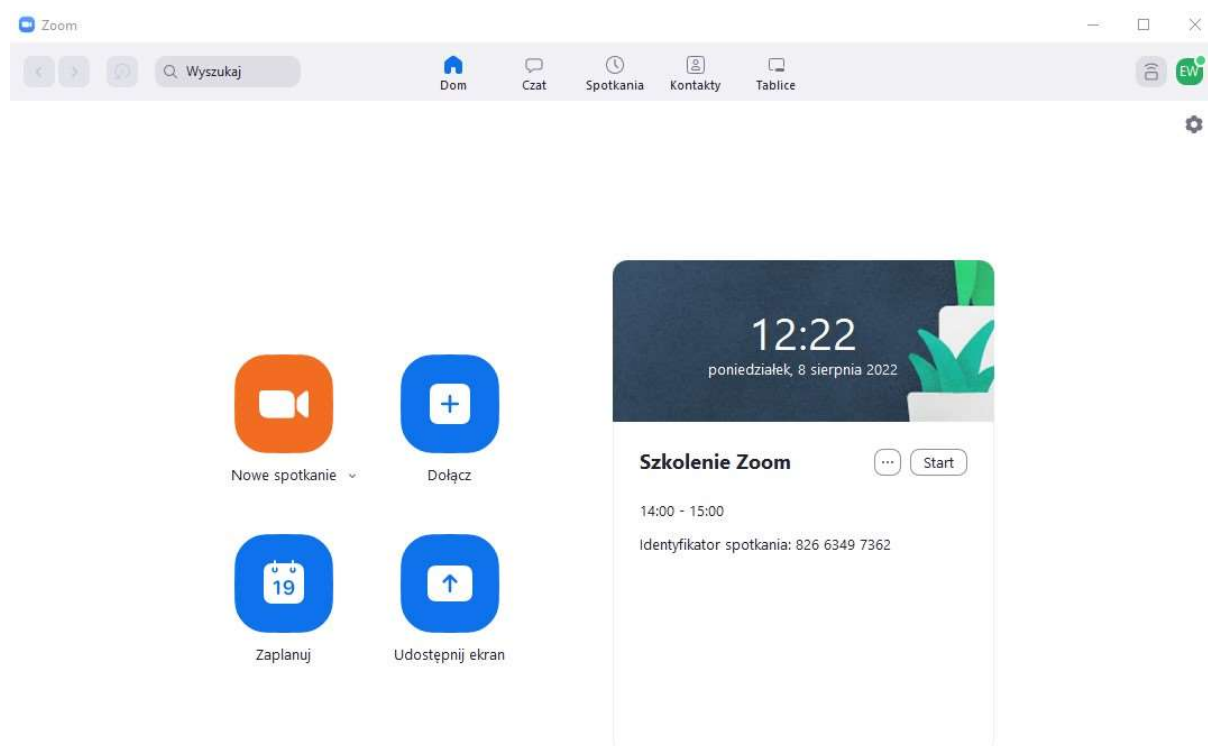 Zoom
Wyszukaj
Dom
Czat
Spotkania
Kontakty
Tablice
EW
12:22
poniedziałek, 8 sierpnia 2022
Nowe spotkanie
Dołącz
19
Zaplanuj
Udostępnij ekran
Szkolenie Zoom
... Start
14:00 - 15:00
Identyfikator spotkania: 826 6349 7362